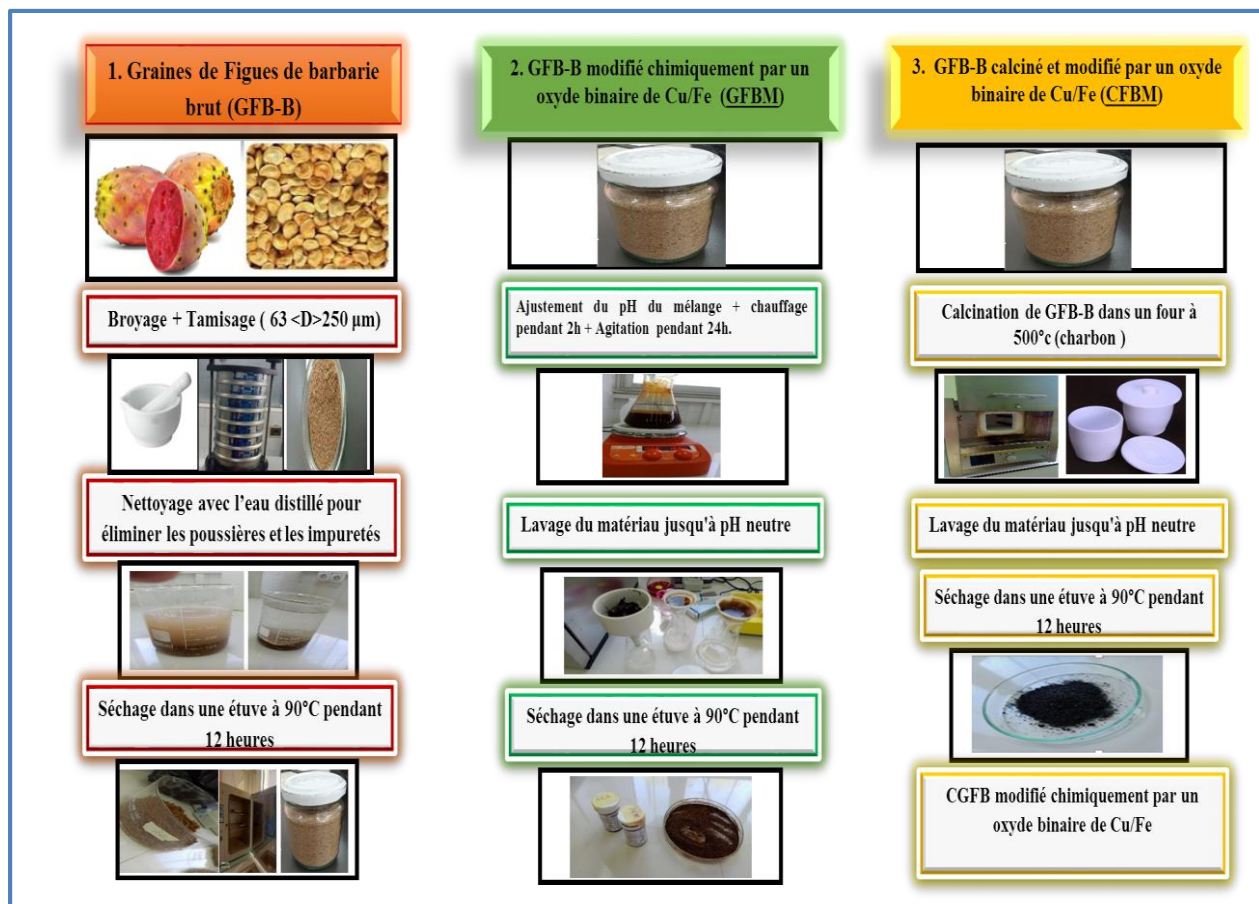 1. Graines de Figues de barbarie
brut (GFB-B)
Broyage + Tamisage ( 63 <D>250 µm)
Nettoyage avec l’eau distillé pour
éliminer les poussières et les impuretés
Séchage dans une étuve à 90°C pendant
12 heures
2. GFB-B modifié chimiquement par un
oxyde binaire de Cu/Fe (GFBM)
Ajustement du pH du mélange + chauffage
pendant 2h + Agitation pendant 24h.
Lavage du matériau jusqu'à pH neutre
Séchage dans une étuve à 90°C pendant
12 heures
3. GFB-B calciné et modifié par un oxyde
binaire de Cu/Fe (CFBM)
Calcination de GFB-B dans un four à
500°c (charbon )
Lavage du matériau jusqu'à pH neutre
Séchage dans une étuve à 90°C pendant
12 heures
CGFB modifié chimiquement par un
oxyde binaire de Cu/Fe